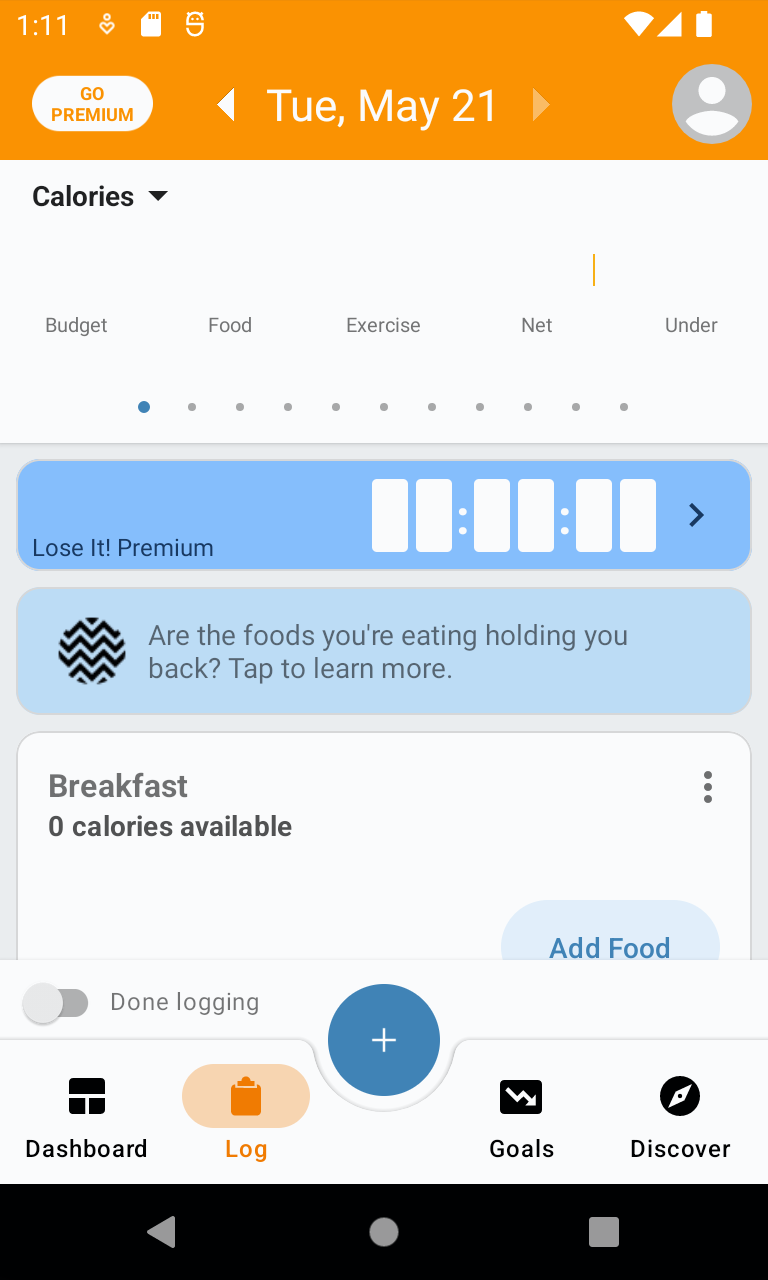 1:11
GO
PREMIUM
Tue, May 21
Calories
Budget Food Exercise Net Under
Lose It! Premium
Are the foods you're eating holding you
back? Tap to learn more.
Breakfast
0 calories available
Add Food
Done logging
Dashboard Log Goals Discover